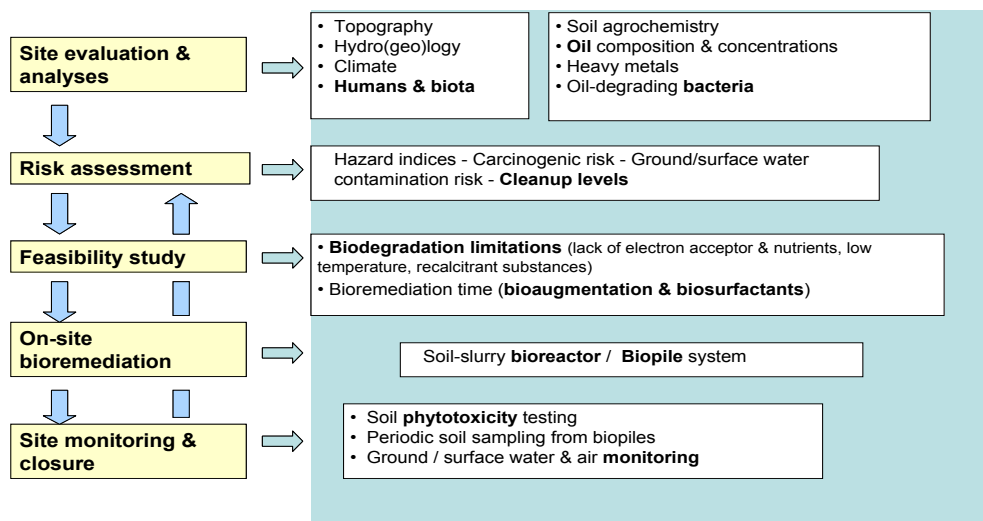 Site evaluation &
analyses
• Topography
• Hydro(geo)logy
• Climate
• Humans & biota
• Soil agrochemistry
• Oil composition & concentrations
• Heavy metals
• Oil-degrading bacteria
Risk assessment
Hazard indices - Carcinogenic risk - Ground/surface water
contamination risk - Cleanup levels
Feasibility study
• Biodegradation limitations (lack of electron acceptor & nutrients, low
temperature, recalcitrant substances)
• Bioremediation time (bioaugmentation & biosurfactants)
On-site
bioremediation
Soil-slurry bioreactor / Biopile system
Site monitoring &
closure
• Soil phytotoxicity testing
• Periodic soil sampling from biopiles
• Ground / surface water & air monitoring